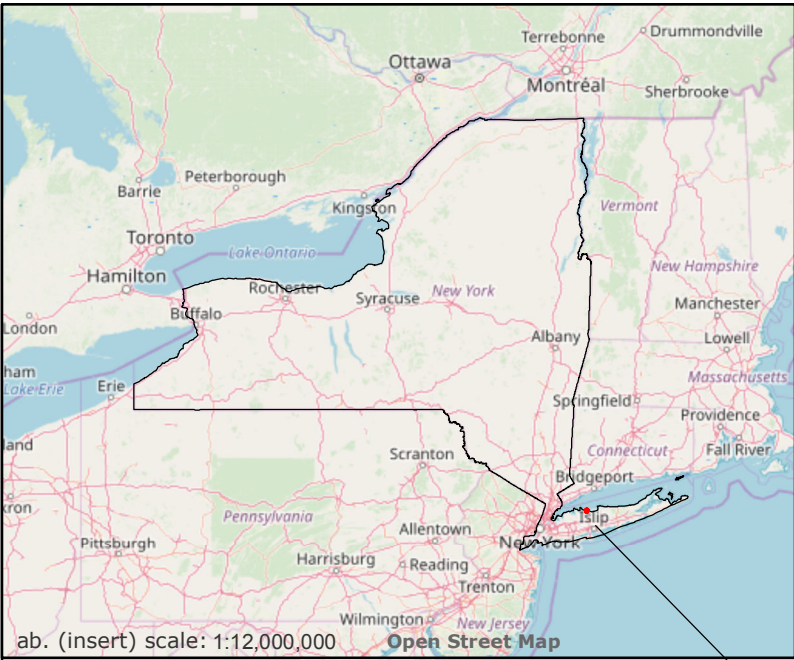 Terrebonne
Drummondville
Ottawa
Montréal
Sherbrooke
Peterborough
Barrie
Kingston
Vermont
Toronto
Lake Ontario
Hamilton
New Hampshire
Rochester
New York
Syracuse
Manchester
Buffalo
London
Albany
Lowell
ham
Lake Erie
Erie
Massachusetts
Springfield
Providence
land
Connecticut
Fall River
Scranton
Bridgeport
kron
Pennsylvania
Islip
Allentown
New York
Pittsburgh
Harrisburg
Reading
Trenton
Wilmington
New Jersey
ab. (insert) scale: 1:12,000,000
Open Street Map